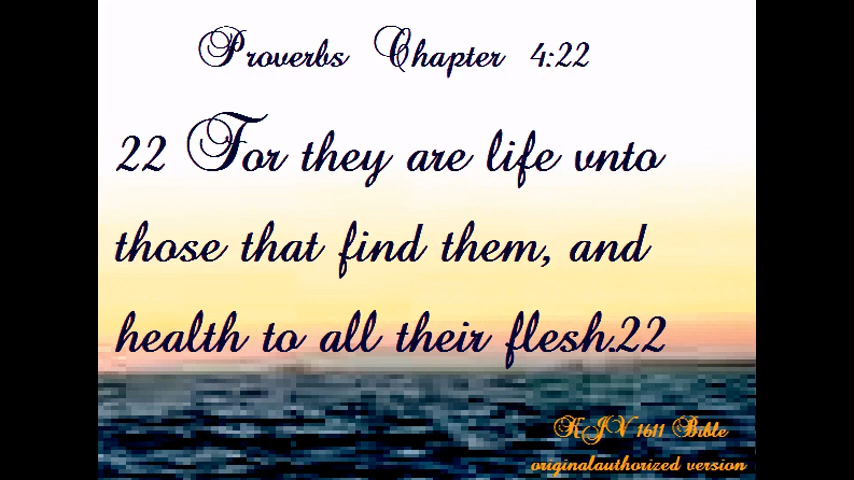 Proverbs Chapter 4:22
22 For they are life vnto
those that find them, and
health to all their flesh.22
KJV 1611 Bible
originalauthorized version